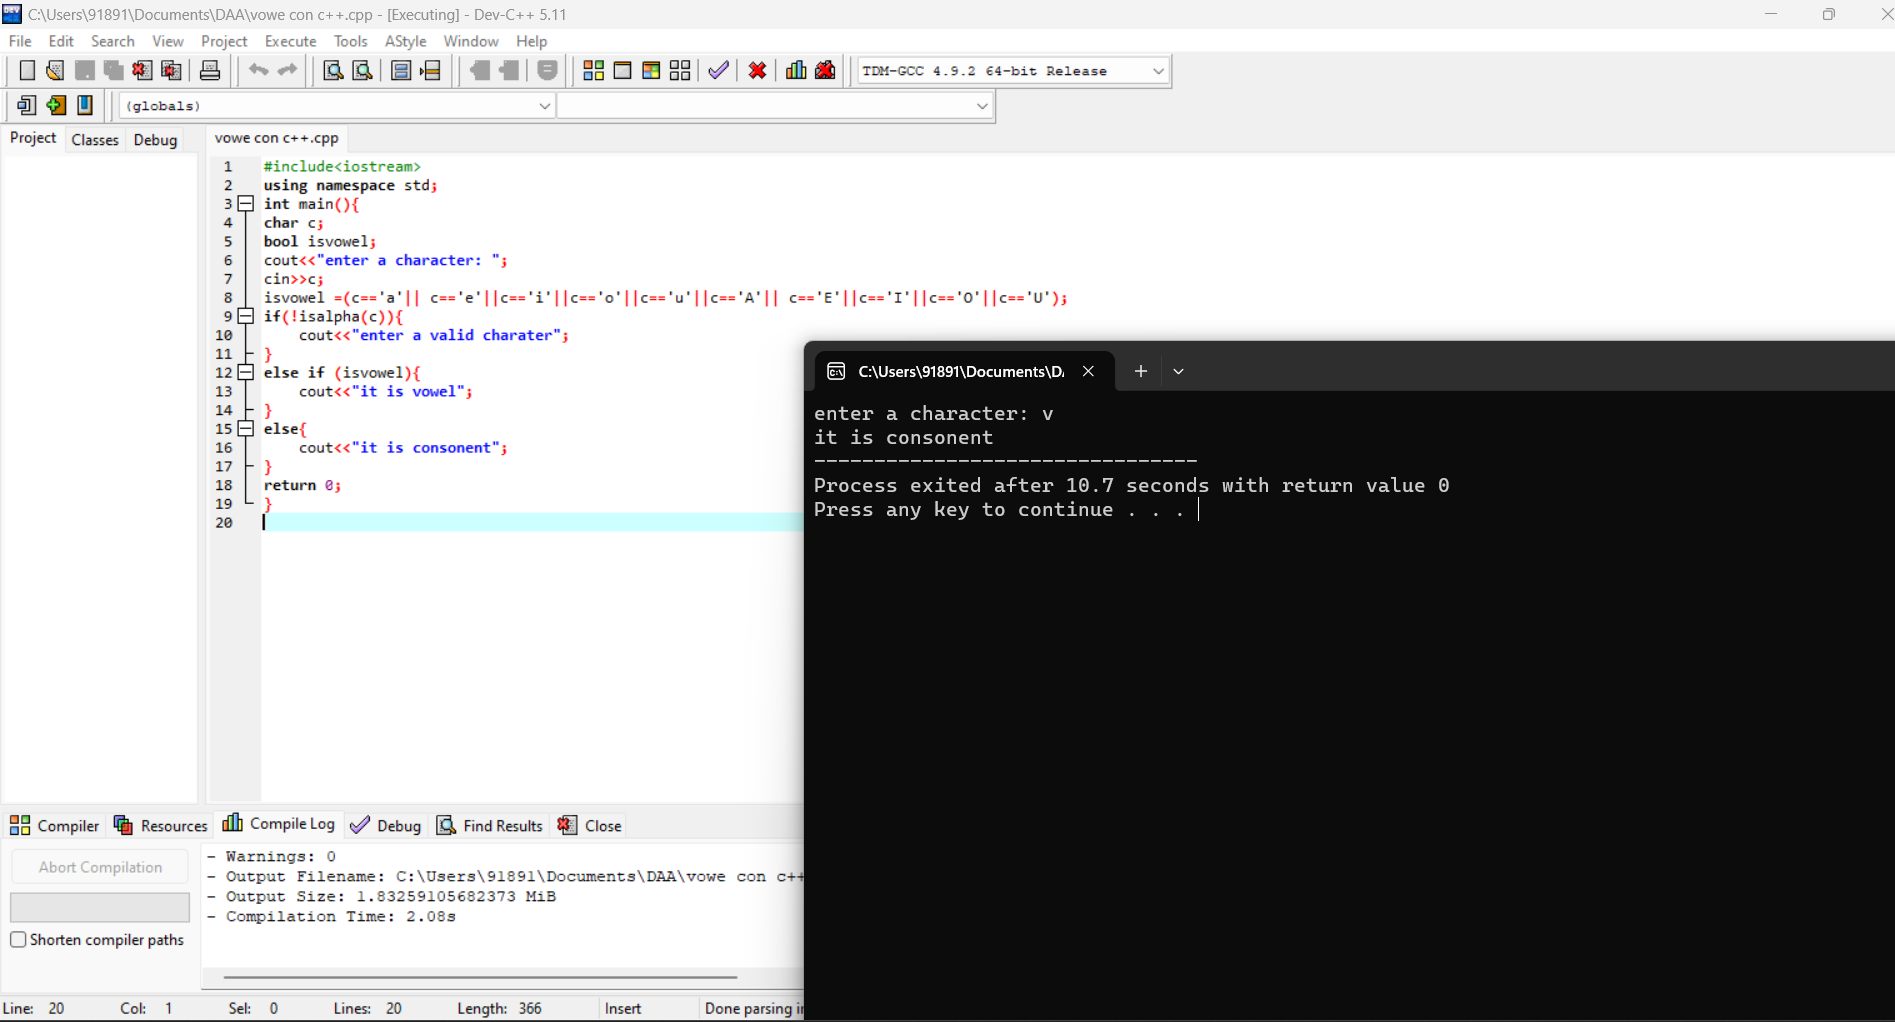 C:\Users\91891\Documents\DAA\vowe con c++.cpp - [Executing] - Dev-C++ 5.11
File Edit Search View Project Execute Tools AStyle Window Help
TDM-GCC 4.9.2 64-bit Release
(globals)
Project Classes Debug
vowe con c++.cpp
1 #include<iostream>
2 using namespace std;
3 int main(){
4 char c;
5 bool isvowel;
6 cout<<"enter a character: ";
7 cin>>c;
8 isvowel =(c=='a'|| c=='e'||c=='i'||c=='o'||c=='u'||c=='A'|| c=='E'||c=='I'||c=='O'||c=='U');
9 if(!isalpha(c)){
10 cout<<"enter a valid charater";
11 }
12 else if (isvowel){
13 cout<<"it is vowel";
14 }
15 else{
16 cout<<"it is consonent";
17 }
18 return 0;
19 }
20
C:\Users\91891\Documents\D
enter a character: v
it is consonent
--------------------------------
Process exited after 10.7 seconds with return value 0
Press any key to continue . . .
Compiler Resources Compile Log Debug Find Results Close
Abort Compilation
Shorten compiler paths
- Warnings: 0
- Output Filename: C:\Users\91891\Documents\DAA\vowe con c++
- Output Size: 1.83259105682373 MiB
- Compilation Time: 2.08s
Line: 20 Col: 1 Sel: 0 Lines: 20 Length: 366 Insert Done parsing in